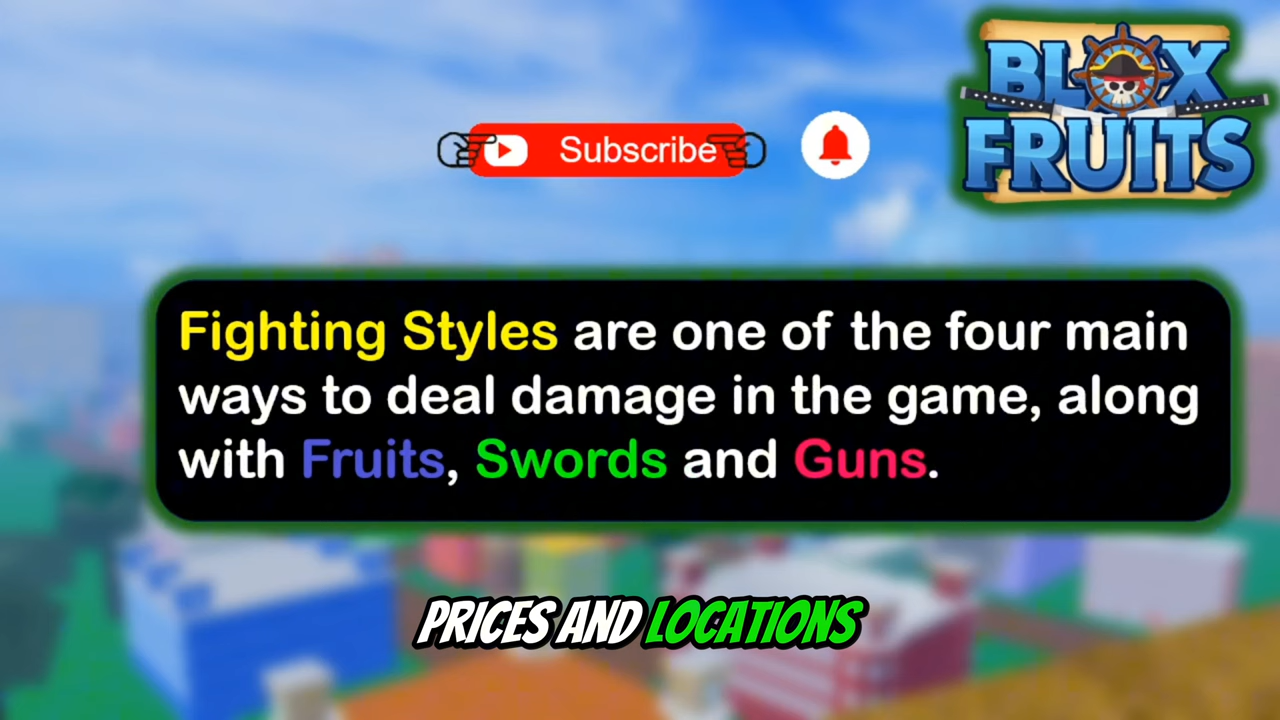 BLOX
FRUITS
Subscribe
Fighting Styles are one of the four main
ways to deal damage in the game, along
with Fruits, Swords and Guns.
PRICES AND LOCATIONS